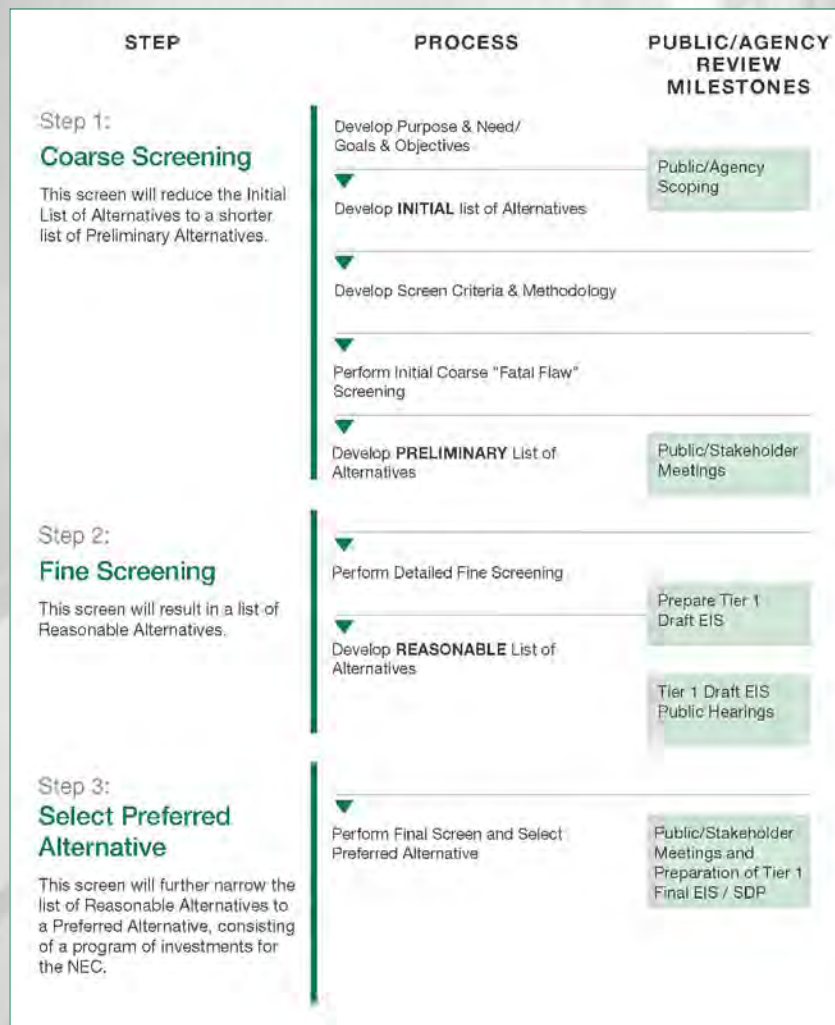 STEP
PROCESS
PUBLIC/AGENCY
REVIEW
MILESTONES
Step 1:
Coarse Screening
This screen will reduce the Initial
List of Alternatives to a shorter
list of Preliminary Alternatives.
Develop Purpose & Need/
Goals & Objectives
Public/Agency
Scoping
Develop INITIAL list of Alternatives
Develop Screen Criteria & Methodology
Perform Initial Coarse "Fatal Flaw"
Screening
Develop PRELIMINARY List of
Alternatives
Public/Stakeholder
Meetings
Step 2:
Fine Screening
This screen will result in a list of
Reasonable Alternatives.
Perform Detailed Fine Screening
Prepare Tier 1
Draft EIS
Develop REASONABLE List of
Alternatives
Tier 1 Draft EIS
Public Hearings
Step 3:
Select Preferred
Alternative
This screen will further narrow the
list of Reasonable Alternatives to
a Preferred Alternative, consisting
of a program of investments for
the NEC.
Perform Final Screen and Select
Preferred Alternative
Public/Stakeholder
Meetings and
Preparation of Tier 1
Final EIS / SDP